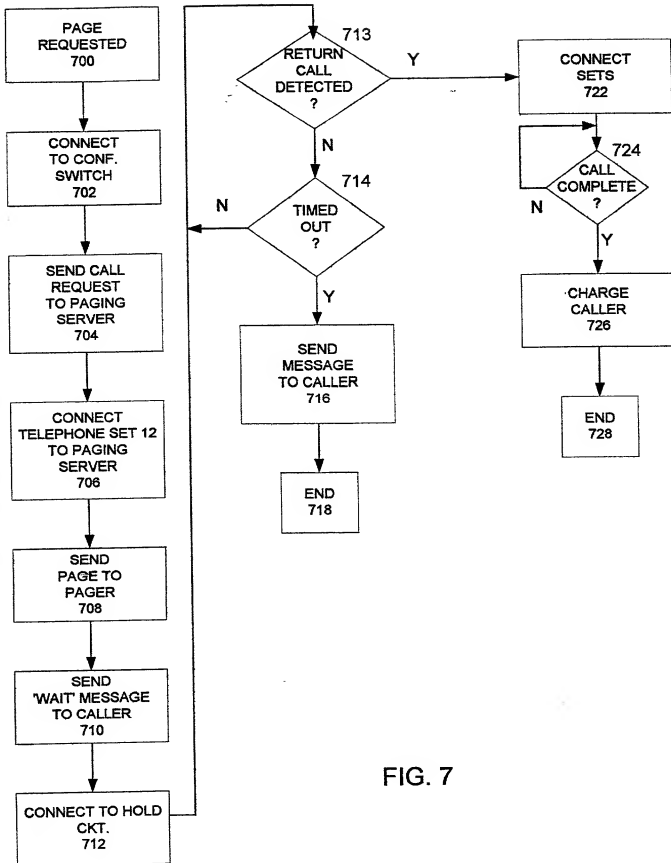 PAGE
REQUESTED
700
CONNECT
TO CONF.
SWITCH
702
SEND CALL
REQUEST
TO PAGING
SERVER
704
CONNECT
TELEPHONE SET 12
TO PAGING
SERVER
706
SEND
PAGE TO
PAGER
708
SEND
'WAIT' MESSAGE
TO CALLER
710
CONNECT TO HOLD
CKT.
712
713
RETURN
CALL
DETECTED
?
Y
N
714
TIMED
OUT
?
N
Y
SEND
MESSAGE
TO CALLER
716
END
718
CONNECT
SETS
722
724
CALL
COMPLETE
?
N
Y
CHARGE
CALLER
726
END
728
FIG. 7